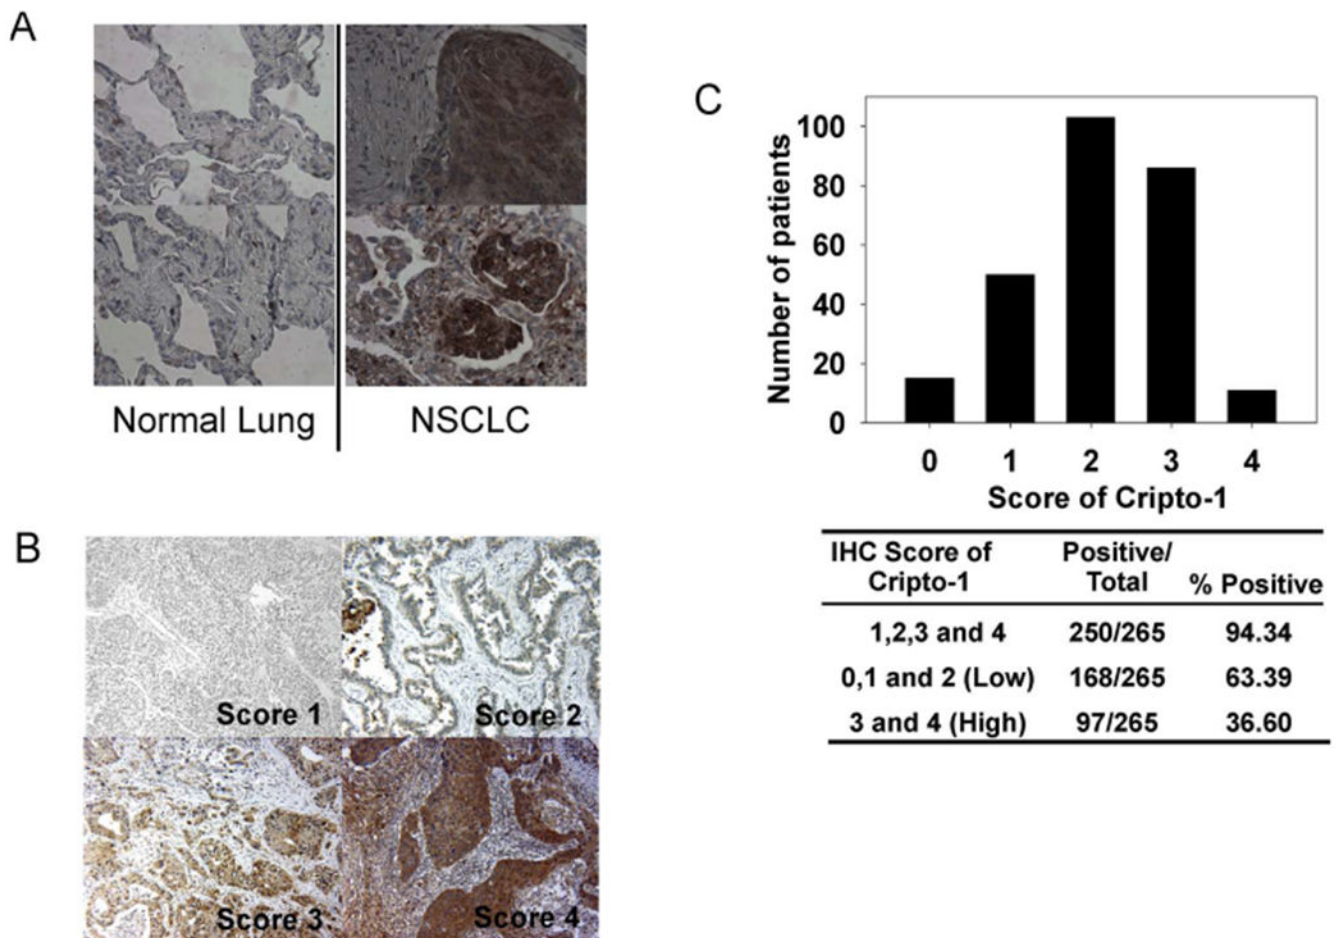 A
Normal Lung
NSCLC
B
Score 1
Score 2
Score 3
Score 4
C
Number of patients
100
80
60
40
20
0
0 1 2 3 4
Score of Cripto-1
IHC Score of Cripto-1 Positive/ Total % Positive
1,2,3 and 4 250/265 94.34
0,1 and 2 (Low) 168/265 63.39
3 and 4 (High) 97/265 36.60